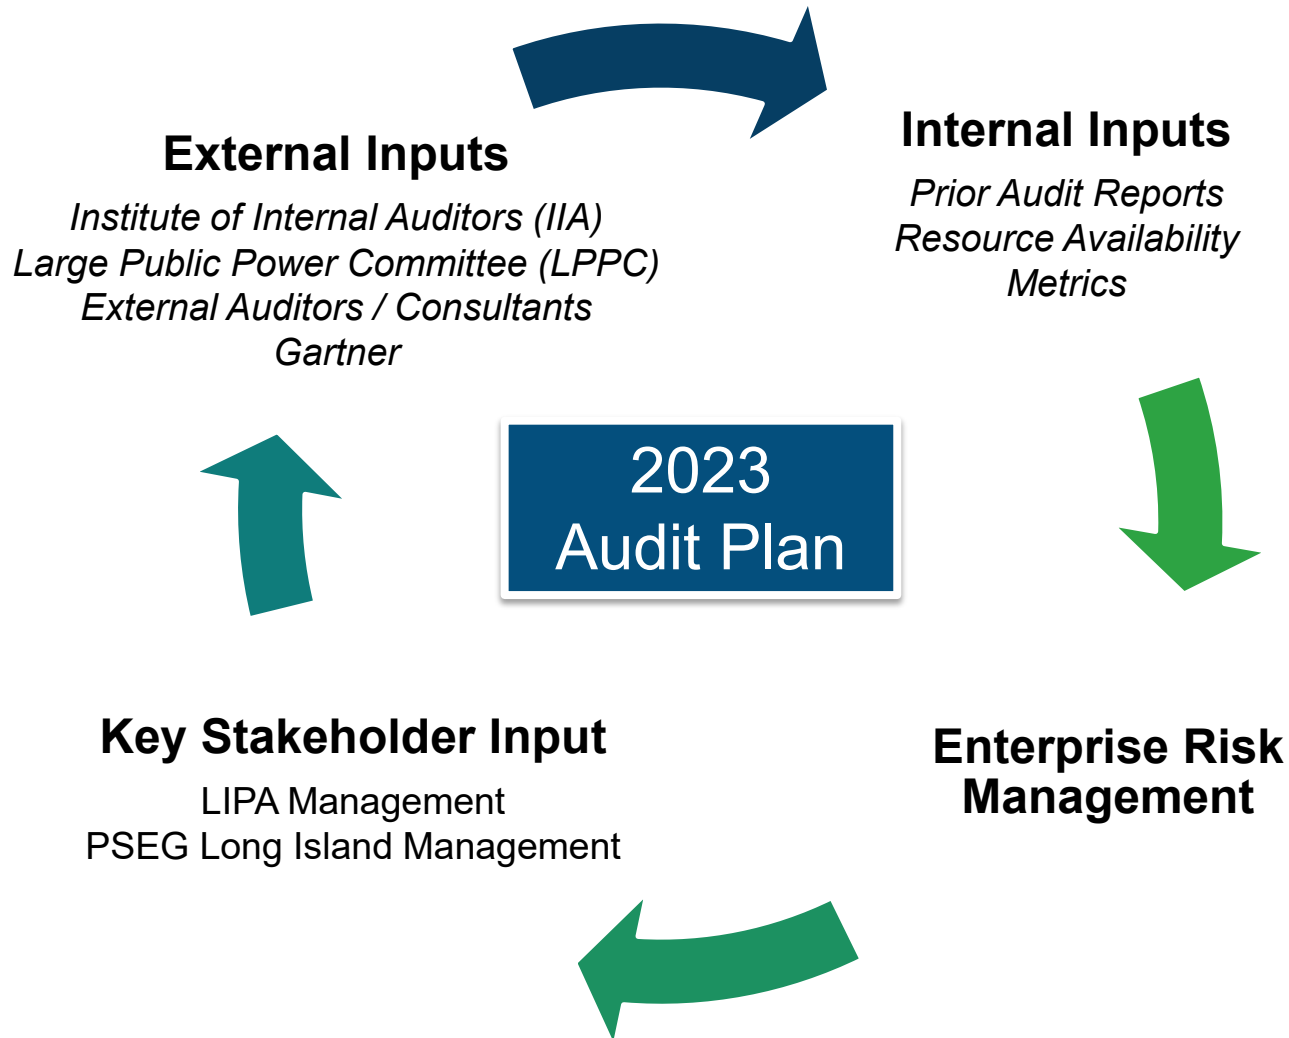 External Inputs
Institute of Internal Auditors (IIA)
Large Public Power Committee (LPPC)
External Auditors / Consultants
Gartner
Internal Inputs
Prior Audit Reports
Resource Availability
Metrics
2023
Audit Plan
Key Stakeholder Input
LIPA Management
PSEG Long Island Management
Enterprise Risk
Management